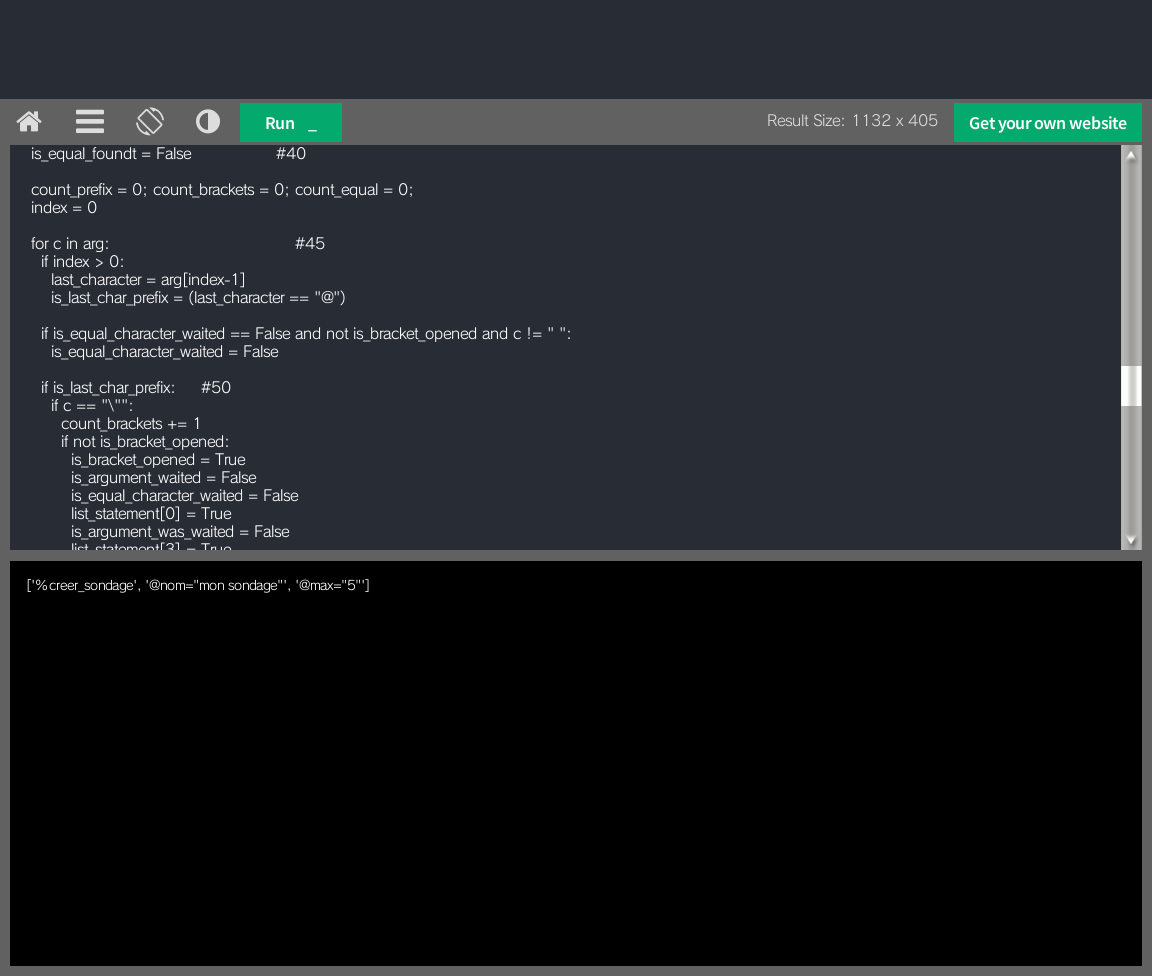 Run _
Result Size: 1132 x 405
Get your own website
is_equal_foundt = False #40
count_prefix = 0; count_brackets = 0; count_equal = 0;
index = 0
for c in arg: #45
if index > 0:
last_character = arg[index-1]
is_last_char_prefix = (last_character == "@")
if is_equal_character_waited == False and not is_bracket_opened and c != " ":
is_equal_character_waited = False
if is_last_char_prefix: #50
if c == "\"":
count_brackets += 1
if not is_bracket_opened:
is_bracket_opened = True
is_argument_waited = False
is_equal_character_waited = False
list_statement[0] = True
is_argument_was_waited = False
list_statement[3] = True
['%creer_sondage', '@nom="mon sondage"', '@max="5"']